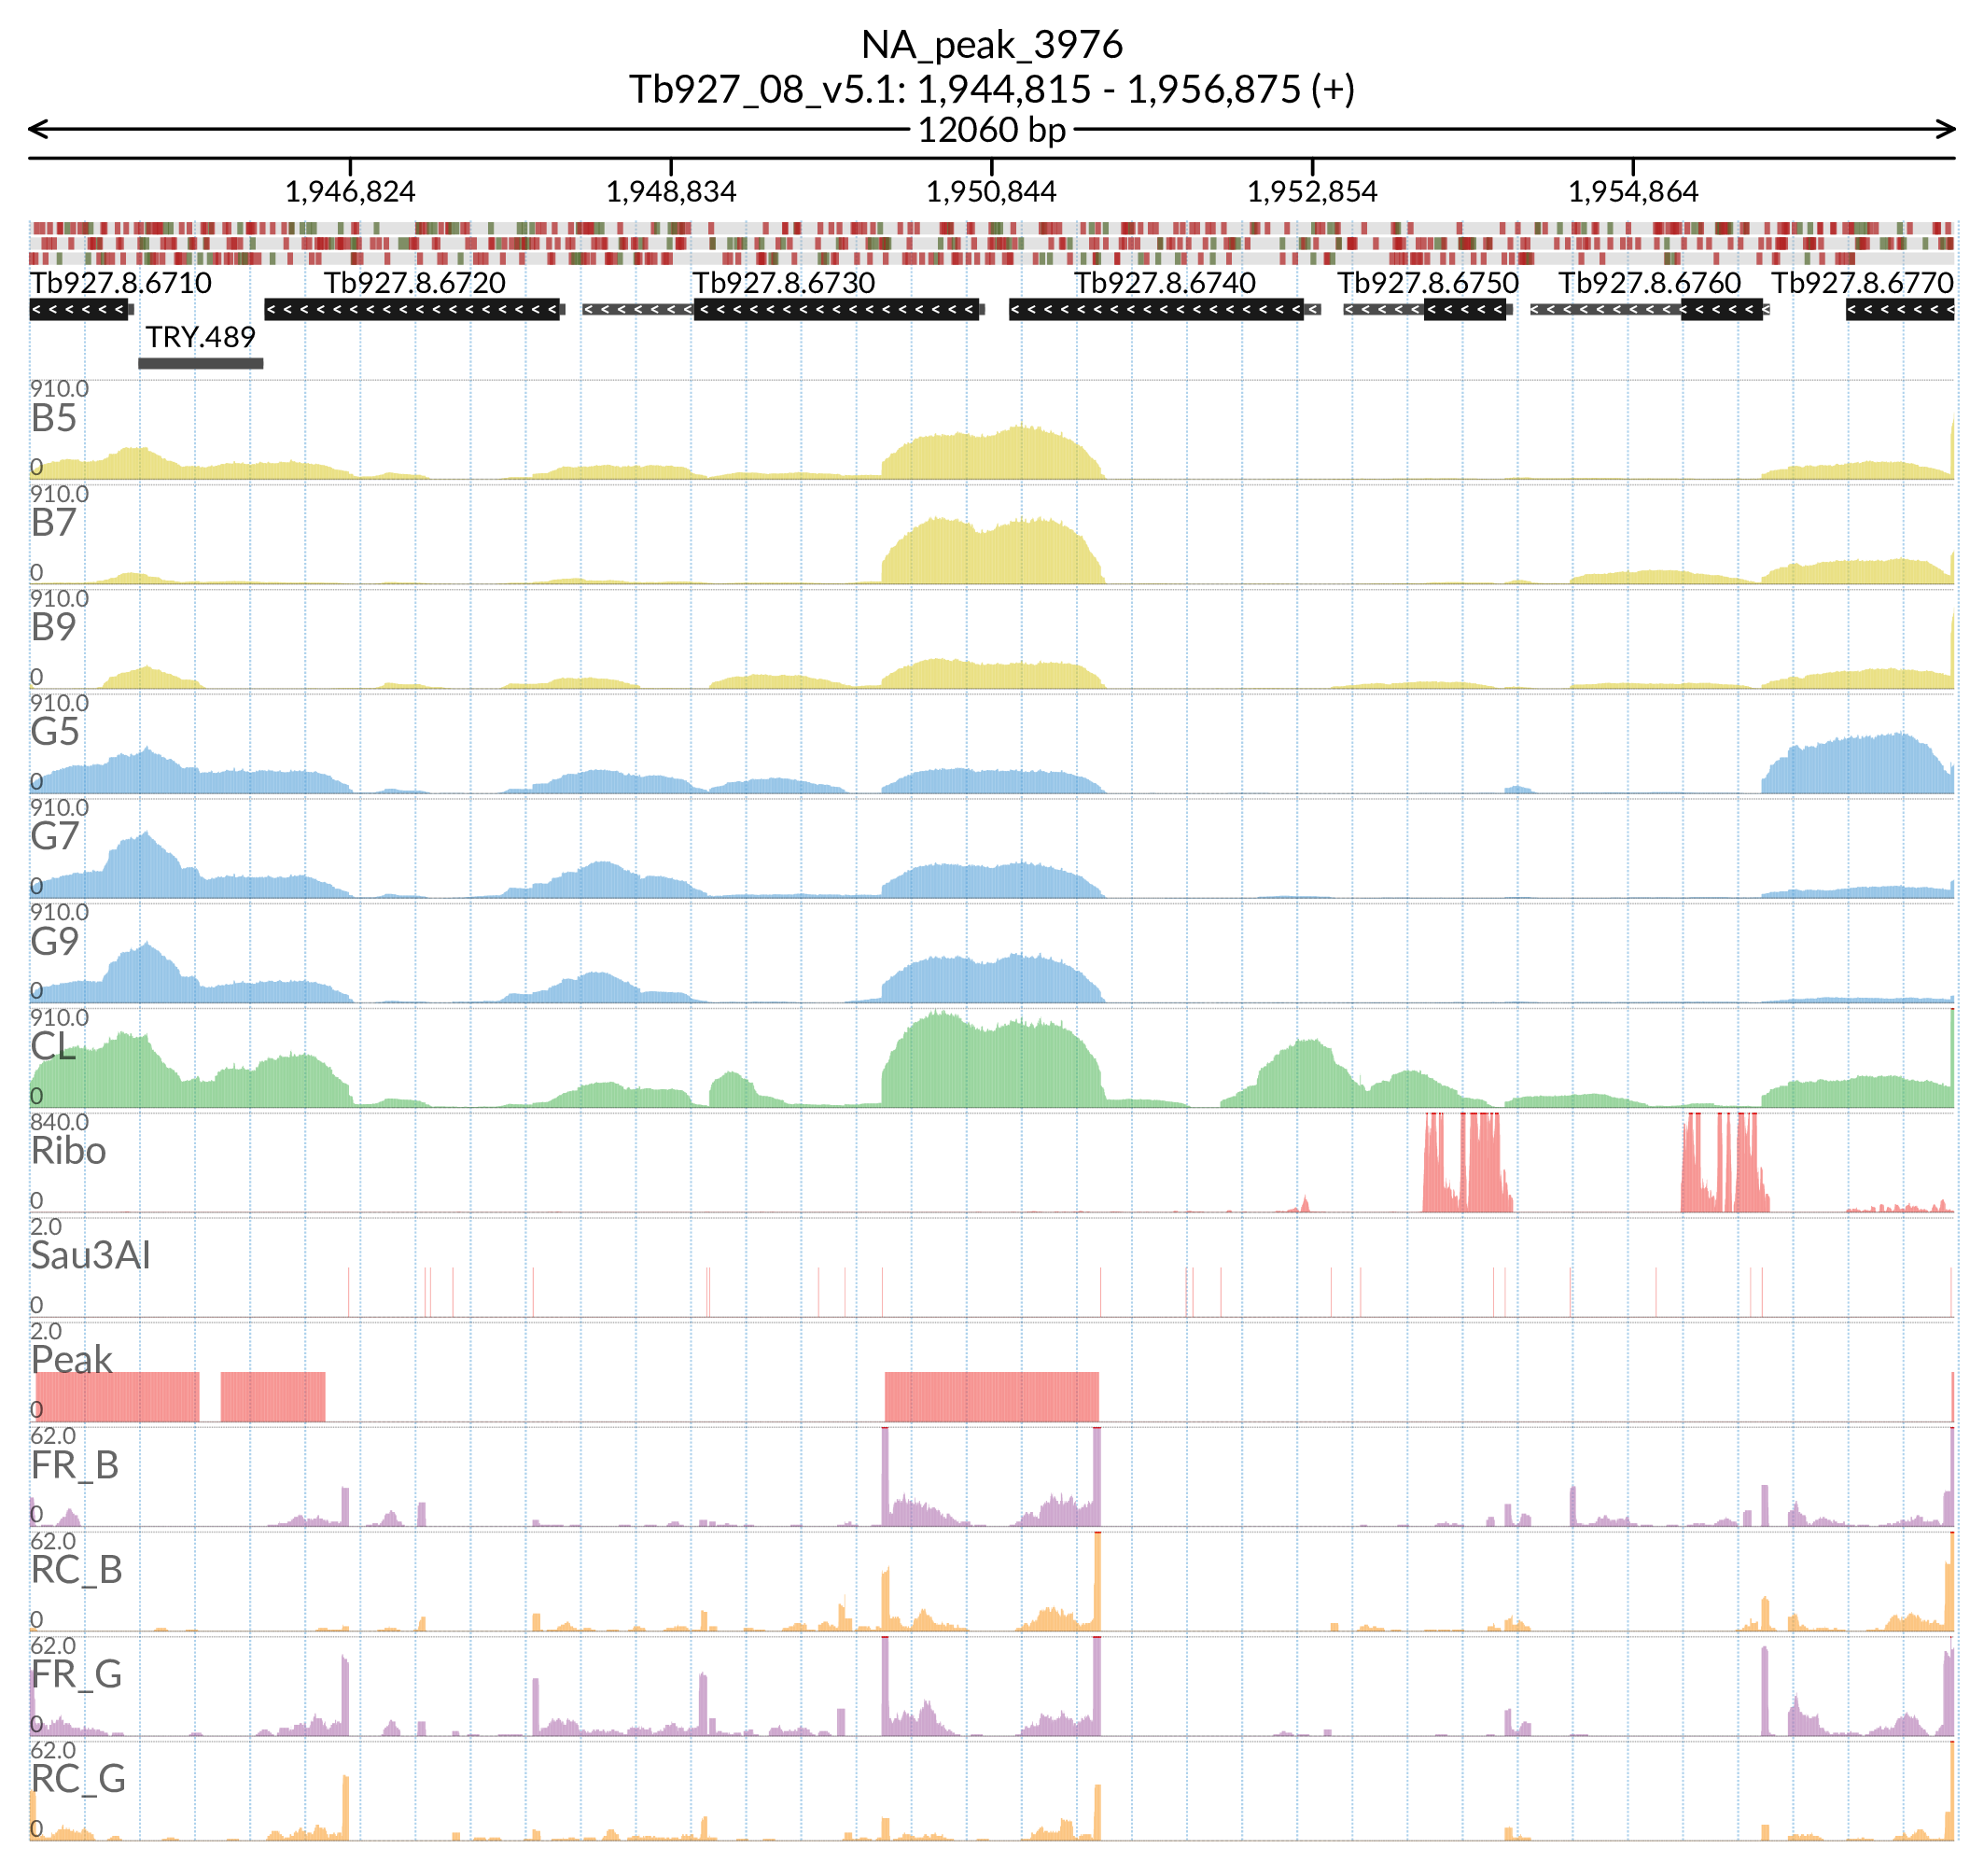 NA_peak_3976
Tb927_08_v5.1: 1,944,815 - 1,956,875 (+)
12060 bp
1,946,824 1,948,834 1,950,844 1,952,854 1,954,864
Tb927.8.6710 Tb927.8.6720 Tb927.8.6730 Tb927.8.6740 Tb927.8.6750 Tb927.8.6760 Tb927.8.6770
TRY.489
910.0
B5
0
910.0
B7
0
910.0
B9
0
910.0
G5
0
910.0
G7
0
910.0
G9
0
910.0
CL
0
840.0
Ribo
0
2.0
Sau3AI
0
2.0
Peak
0
62.0
FR_B
0
62.0
RC_B
0
62.0
FR_G
0
62.0
RC_G
0